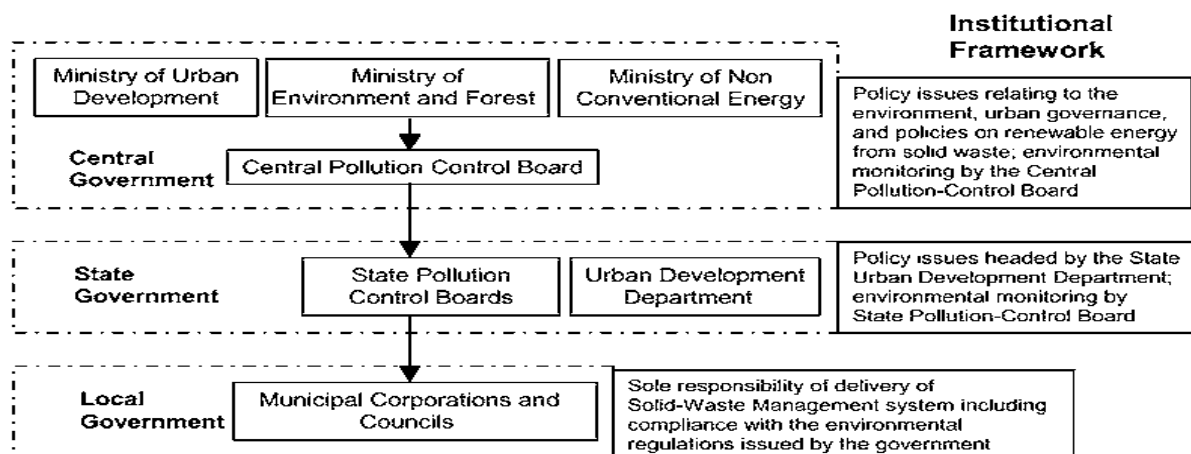 Institutional
Framework
Ministry of Urban
Development
Ministry of
Environment and Forest
Ministry of Non
Conventional Energy
Central
Government
Central Pollution Control Board
Policy issues relating to the
environment, urban governance,
and policies on renewable energy
from solid waste; environmental
monitoring by the Central
Pollution-Control Board
State
Government
State Pollution
Control Boards
Urban Development
Department
Policy issues headed by the State
Urban Development Department;
environmental monitoring by
State Pollution-Control Board
Local
Government
Municipal Corporations and
Councils
Sole responsibility of delivery of
Solid-Waste Management system including
compliance with the environmental
regulations issued by the government